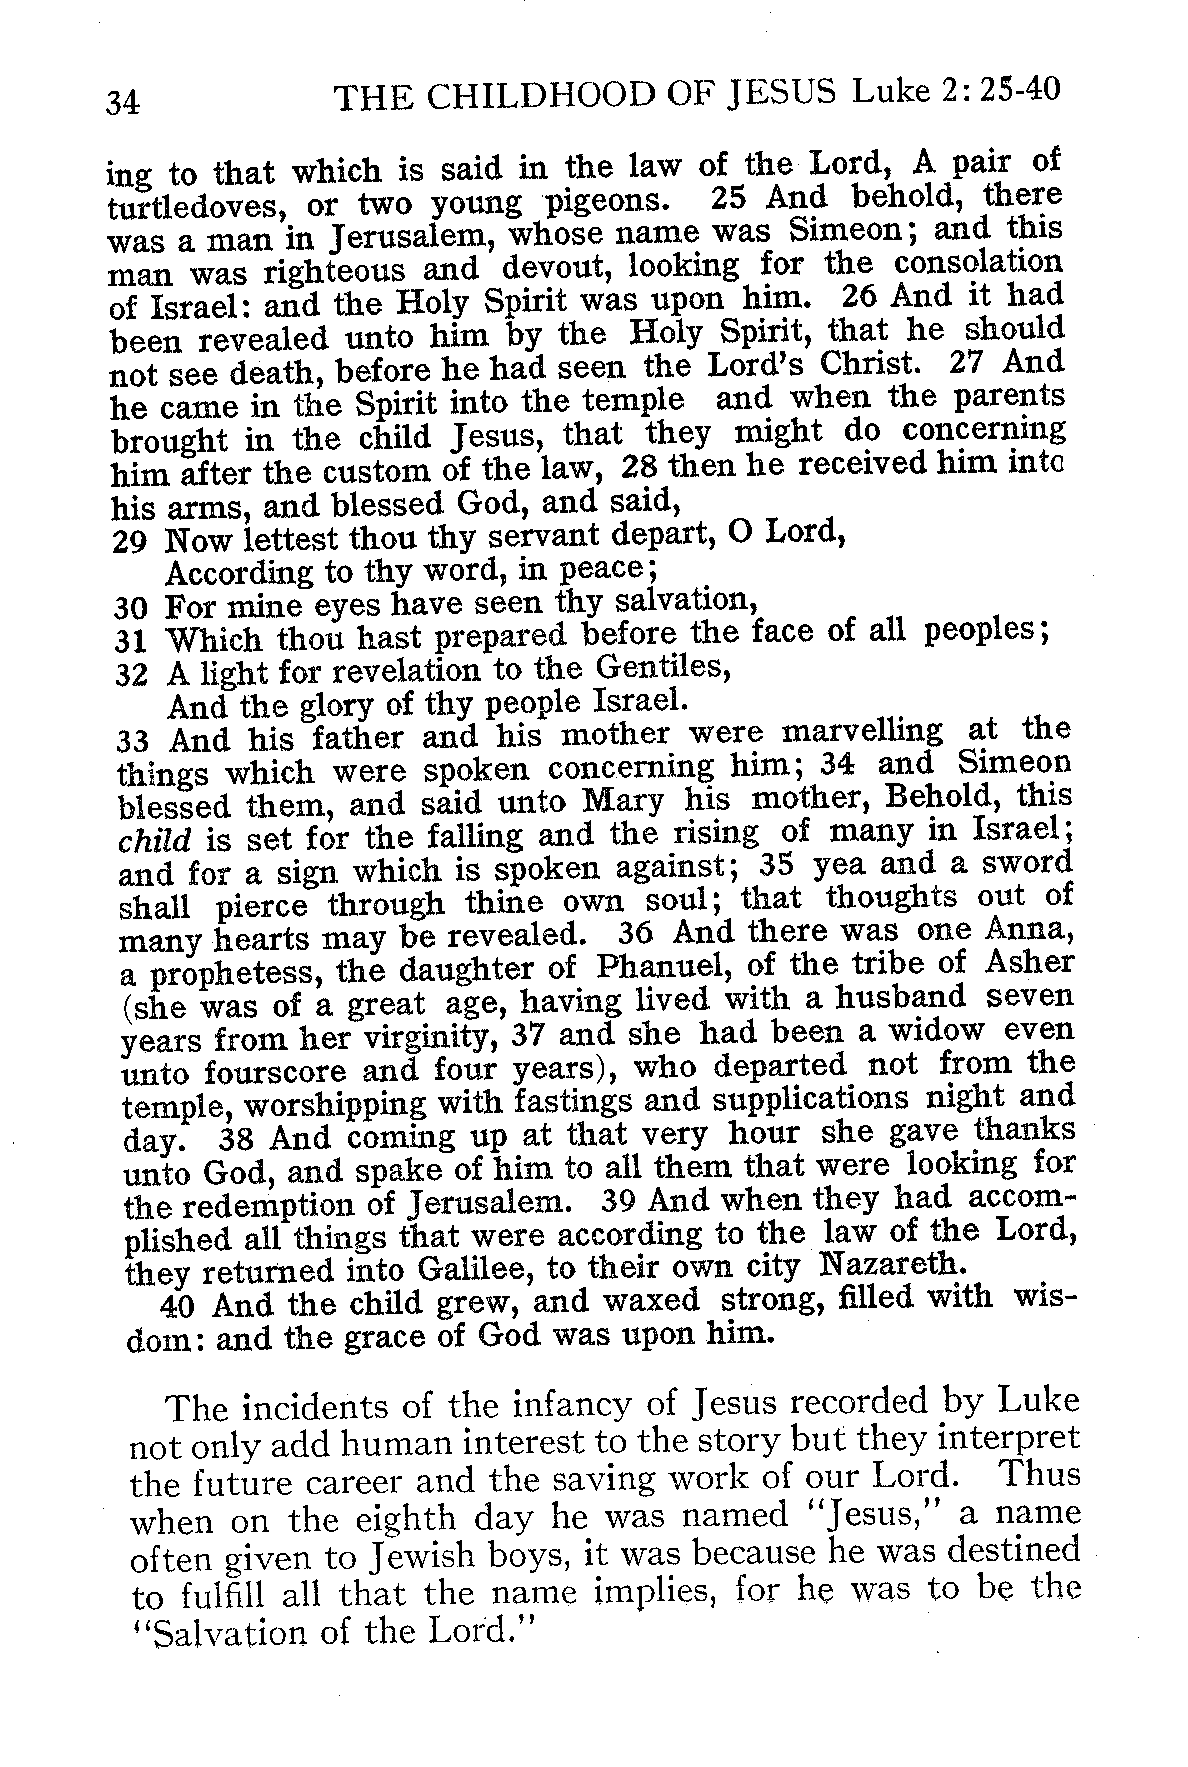 34 THE CHILDHOOD OF JESUS Luke 2: 25-40
ing to that which is said in the law of the Lord, A pair of
turtledoves, or two young pigeons. 25 And behold, there
was a man in Jerusalem, whose name was Simeon; and this
man was righteous and devout, looking for the consolation
of Israel: and the Holy Spirit was upon him. 26 And it had
been revealed unto him by the Holy Spirit, that he should
not see death, before he had seen the Lord's Christ. 27 And
he came in the Spirit into the temple and when the parents
brought in the child Jesus, that they might do concerning
him after the custom of the law, 28 then he received him into
his arms, and blessed God, and said,
29 Now lettest thou thy servant depart, O Lord,
According to thy word, in peace;
30 For mine eyes have seen thy salvation,
31 Which thou hast prepared before the face of all peoples;
32 A light for revelation to the Gentiles,
And the glory of thy people Israel.
33 And his father and his mother were marvelling at the
things which were spoken concerning him; 34 and Simeon
blessed them, and said unto Mary his mother, Behold, this
child is set for the falling and the rising of many in Israel;
and for a sign which is spoken against; 35 yea and a sword
shall pierce through thine own soul; that thoughts out of
many hearts may be revealed. 36 And there was one Anna,
a prophetess, the daughter of Phanuel, of the tribe of Asher
(she was of a great age, having lived with a husband seven
years from her virginity, 37 and she had been a widow even
unto fourscore and four years), who departed not from the
temple, worshipping with fastings and supplications night and
day. 38 And coming up at that very hour she gave thanks
unto God, and spake of him to all them that were looking for
the redemption of Jerusalem. 39 And when they had accom-
plished all things that were according to the law of the Lord,
they returned into Galilee, to their own city Nazareth.
40 And the child grew, and waxed strong, filled with wis-
dom: and the grace of God was upon him.
The incidents of the infancy of Jesus recorded by Luke
not only add human interest to the story but they interpret
the future career and the saving work of our Lord. Thus
when on the eighth day he was named "Jesus," a name
often given to Jewish boys, it was because he was destined
to fulfill all that the name implies, for he was to be the
"Salvation of the Lord."